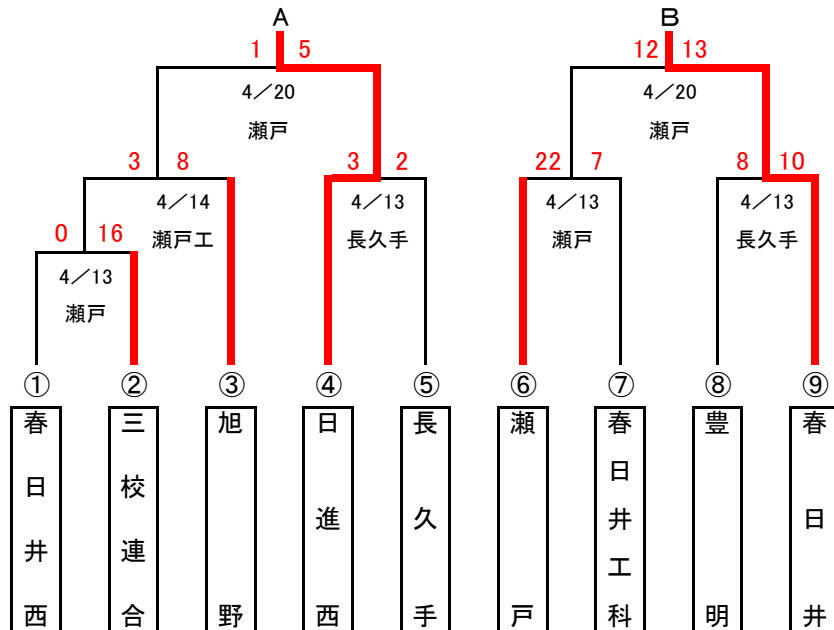 A
B
1 5
12 13
4／20
4／20
瀬戸
瀬戸
3 8
3 2
22 7
8 10
4／14
4／13
4／13
4／13
瀬戸工
長久手
瀬戸
長久手
0 16
4／13
瀬戸
① ② ③ ④ ⑤ ⑥ ⑦ ⑧ ⑨
春日井西
三校連合
旭野
日進西
長久手
瀬戸
春日井工科
豊明
春日井